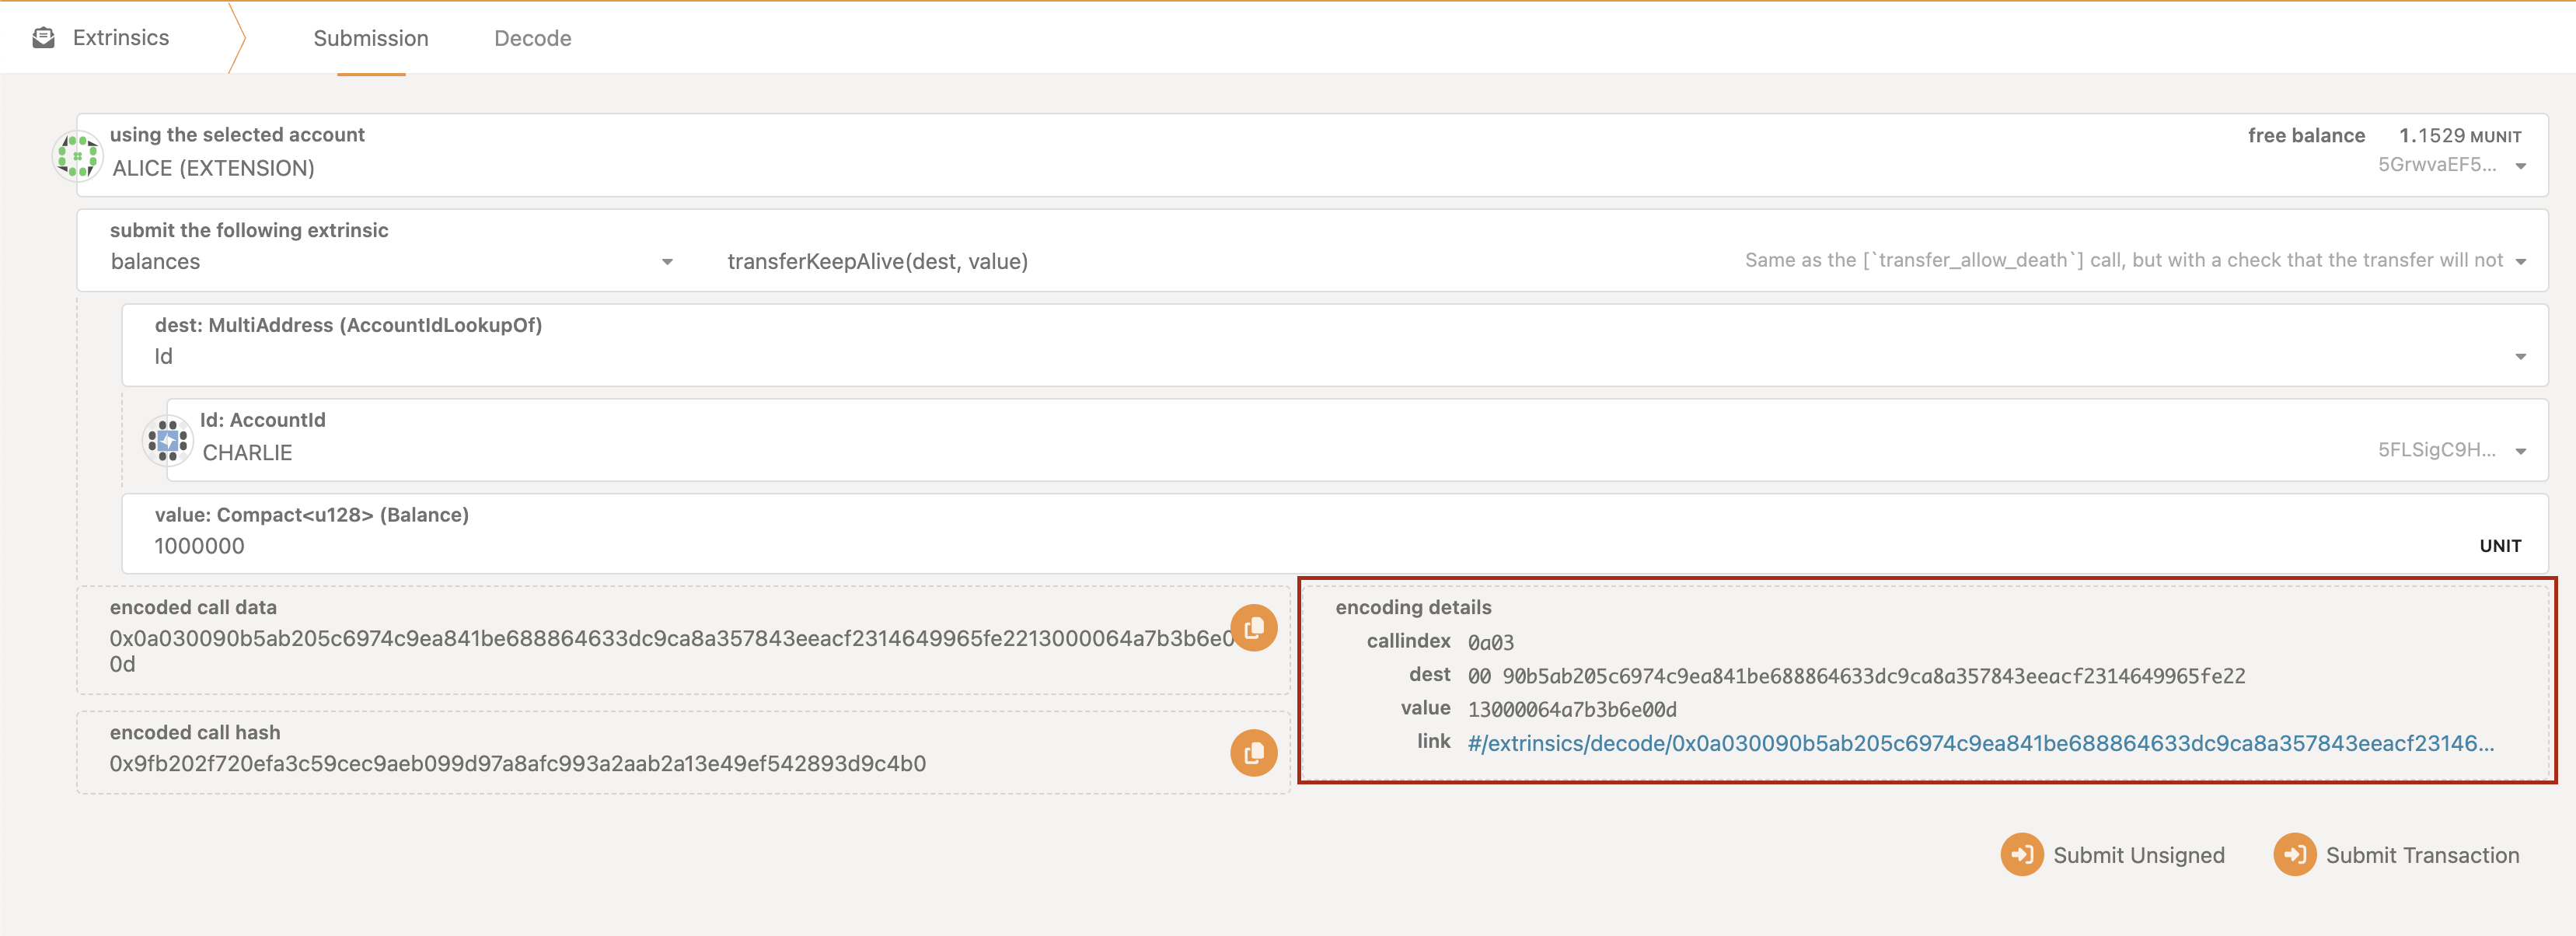 Extrinsics
Submission
Decode
using the selected account
ALICE (EXTENSION)
free balance 1.1529 MUNIT
5GrwvaEF5...
submit the following extrinsic
balances
transferKeepAlive(dest, value)
Same as the [`transfer_allow_death`] call, but with a check that the transfer will not
dest: MultiAddress (AccountIdLookupOf)
Id
Id: AccountId
CHARLIE
5FLSigC9H...
value: Compact<u128> (Balance)
1000000
UNIT
encoded call data
0x0a030090b5ab205c6974c9ea841be688864633dc9ca8a357843eeacf2314649965fe2213000064a7b3b6e0
0d
encoded call hash
0x9fb202f720efa3c59cec9aeb099d97a8afc993a2aab2a13e49ef542893d9c4b0
encoding details
callindex 0a03
dest 00 90b5ab205c6974c9ea841be688864633dc9ca8a357843eeacf2314649965fe22
value 13000064a7b3b6e00d
link #/extrinsics/decode/0x0a030090b5ab205c6974c9ea841be688864633dc9ca8a357843eeacf23146...
Submit Unsigned
Submit Transaction